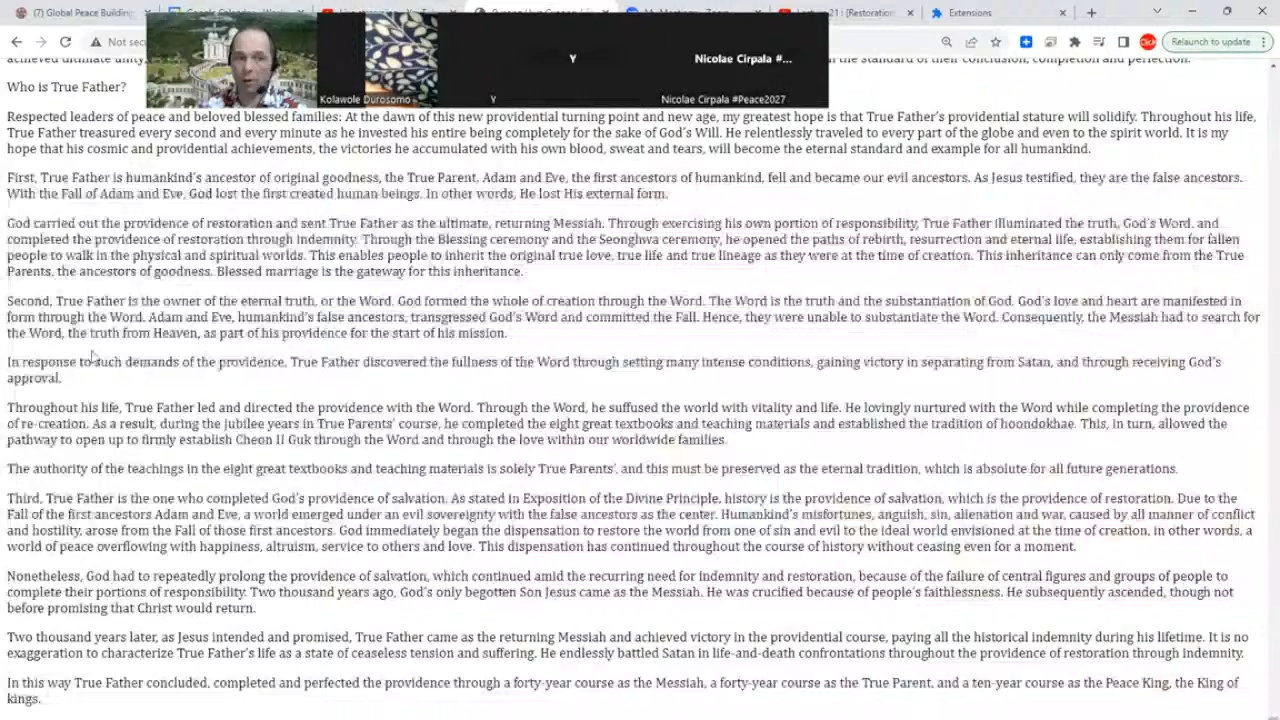 (7) Global Peace Building
Extensions
Not sec
Relaunch to update
Y
Nicolae Cirpala #...
Kolawole Durosomo
Y
Nicolae Cirpala #Peace2027
achieved ultimate unity
the standard of their conclusion, completion and perfection.
Who is True Father?
Respected leaders of peace and beloved blessed families: At the dawn of this new providential turning point and new age, my greatest hope is that True Father's providential stature will solidify. Throughout his life,
True Father treasured every second and every minute as he invested his entire being completely for the sake of God's Will. He relentlessly traveled to every part of the globe and even to the spirit world. It is my
hope that his cosmic and providential achievements, the victories he accumulated with his own blood, sweat and tears, will become the eternal standard and example for all humankind.
First, True Father is humankind's ancestor of original goodness, the True Parent. Adam and Eve, the first ancestors of humankind, fell and became our evil ancestors. As Jesus testified, they are the false ancestors.
With the Fall of Adam and Eve, God lost the first created human beings. In other words, He lost His external form.
God carried out the providence of restoration and sent True Father as the ultimate, returning Messiah. Through exercising his own portion of responsibility, True Father illuminated the truth, God's Word, and
completed the providence of restoration through indemnity. Through the Blessing ceremony and the Seonghwa ceremony, he opened the paths of rebirth, resurrection and eternal life, establishing them for fallen
people to walk in the physical and spiritual worlds. This enables people to inherit the original true love, true life and true lineage as they were at the time of creation. This inheritance can only come from the True
Parents, the ancestors of goodness. Blessed marriage is the gateway for this inheritance.
Second, True Father is the owner of the eternal truth, or the Word. God formed the whole of creation through the Word. The Word is the truth and the substantiation of God. God's love and heart are manifested in
form through the Word. Adam and Eve, humankind's false ancestors, transgressed God's Word and committed the Fall. Hence, they were unable to substantiate the Word. Consequently, the Messiah had to search for
the Word, the truth from Heaven, as part of his providence for the start of his mission.
In response to such demands of the providence, True Father discovered the fullness of the Word through setting many intense conditions, gaining victory in separating from Satan, and through receiving God's
approval.
Throughout his life, True Father led and directed the providence with the Word. Through the Word, he suffused the world with vitality and life. He lovingly nurtured with the Word while completing the providence
of re-creation. As a result, during the jubilee years in True Parents' course, he completed the eight great textbooks and teaching materials and established the tradition of hoondokhae. This, in turn, allowed the
pathway to open up to firmly establish Cheon Il Guk through the Word and through the love within our worldwide families.
The authority of the teachings in the eight great textbooks and teaching materials is solely True Parents', and this must be preserved as the eternal tradition, which is absolute for all future generations.
Third, True Father is the one who completed God's providence of salvation. As stated in Exposition of the Divine Principle, history is the providence of salvation, which is the providence of restoration. Due to the
Fall of the first ancestors Adam and Eve, a world emerged under an evil sovereignty with the false ancestors as the center. Humankind's misfortunes, anguish, sin, alienation and war, caused by all manner of conflict
and hostility, arose from the Fall of those first ancestors. God immediately began the dispensation to restore the world from one of sin and evil to the ideal world envisioned at the time of creation, in other words, a
world of peace overflowing with happiness, altruism, service to others and love. This dispensation has continued throughout the course of history without ceasing even for a moment.
Nonetheless, God had to repeatedly prolong the providence of salvation, which continued amid the recurring need for indemnity and restoration, because of the failure of central figures and groups of people to
complete their portions of responsibility. Two thousand years ago, God's only begotten Son Jesus came as the Messiah. He was crucified because of people's faithlessness. He subsequently ascended, though not
before promising that Christ would return.
Two thousand years later, as Jesus intended and promised, True Father came as the returning Messiah and achieved victory in the providential course, paying all the historical indemnity during his lifetime. It is no
exaggeration to characterize True Father's life as a state of ceaseless tension and suffering. He endlessly battled Satan in life-and-death confrontations throughout the providence of restoration through indemnity.
In this way True Father concluded, completed and perfected the providence through a forty-year course as the Messiah, a forty-year course as the True Parent, and a ten-year course as the Peace King, the King of
kings.